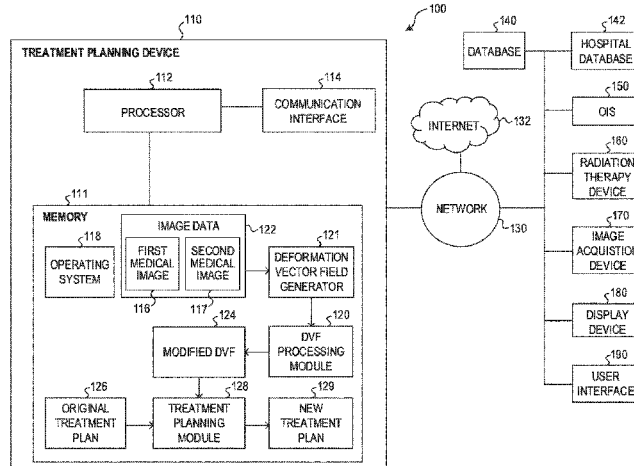 100
110
TREATMENT PLANNING DEVICE
112
PROCESSOR
114
COMMUNICATION
INTERFACE
111
MEMORY
118
OPERATING
SYSTEM
IMAGE DATA
122
FIRST
MEDICAL
IMAGE
116
SECOND
MEDICAL
IMAGE
117
121
DEFORMATION
VECTOR FIELD
GENERATOR
124
MODIFIED DVF
120
DVF
PROCESSING
MODULE
126
ORIGINAL
TREATMENT
PLAN
128
TREATMENT
PLANNING
MODULE
129
NEW
TREATMENT
PLAN
INTERNET
132
NETWORK
130
140
DATABASE
142
HOSPITAL
DATABASE
150
OIS
160
RADIATION
THERAPY
DEVICE
170
IMAGE
ACQUISTION
DEVICE
180
DISPLAY
DEVICE
190
USER
INTERFACE